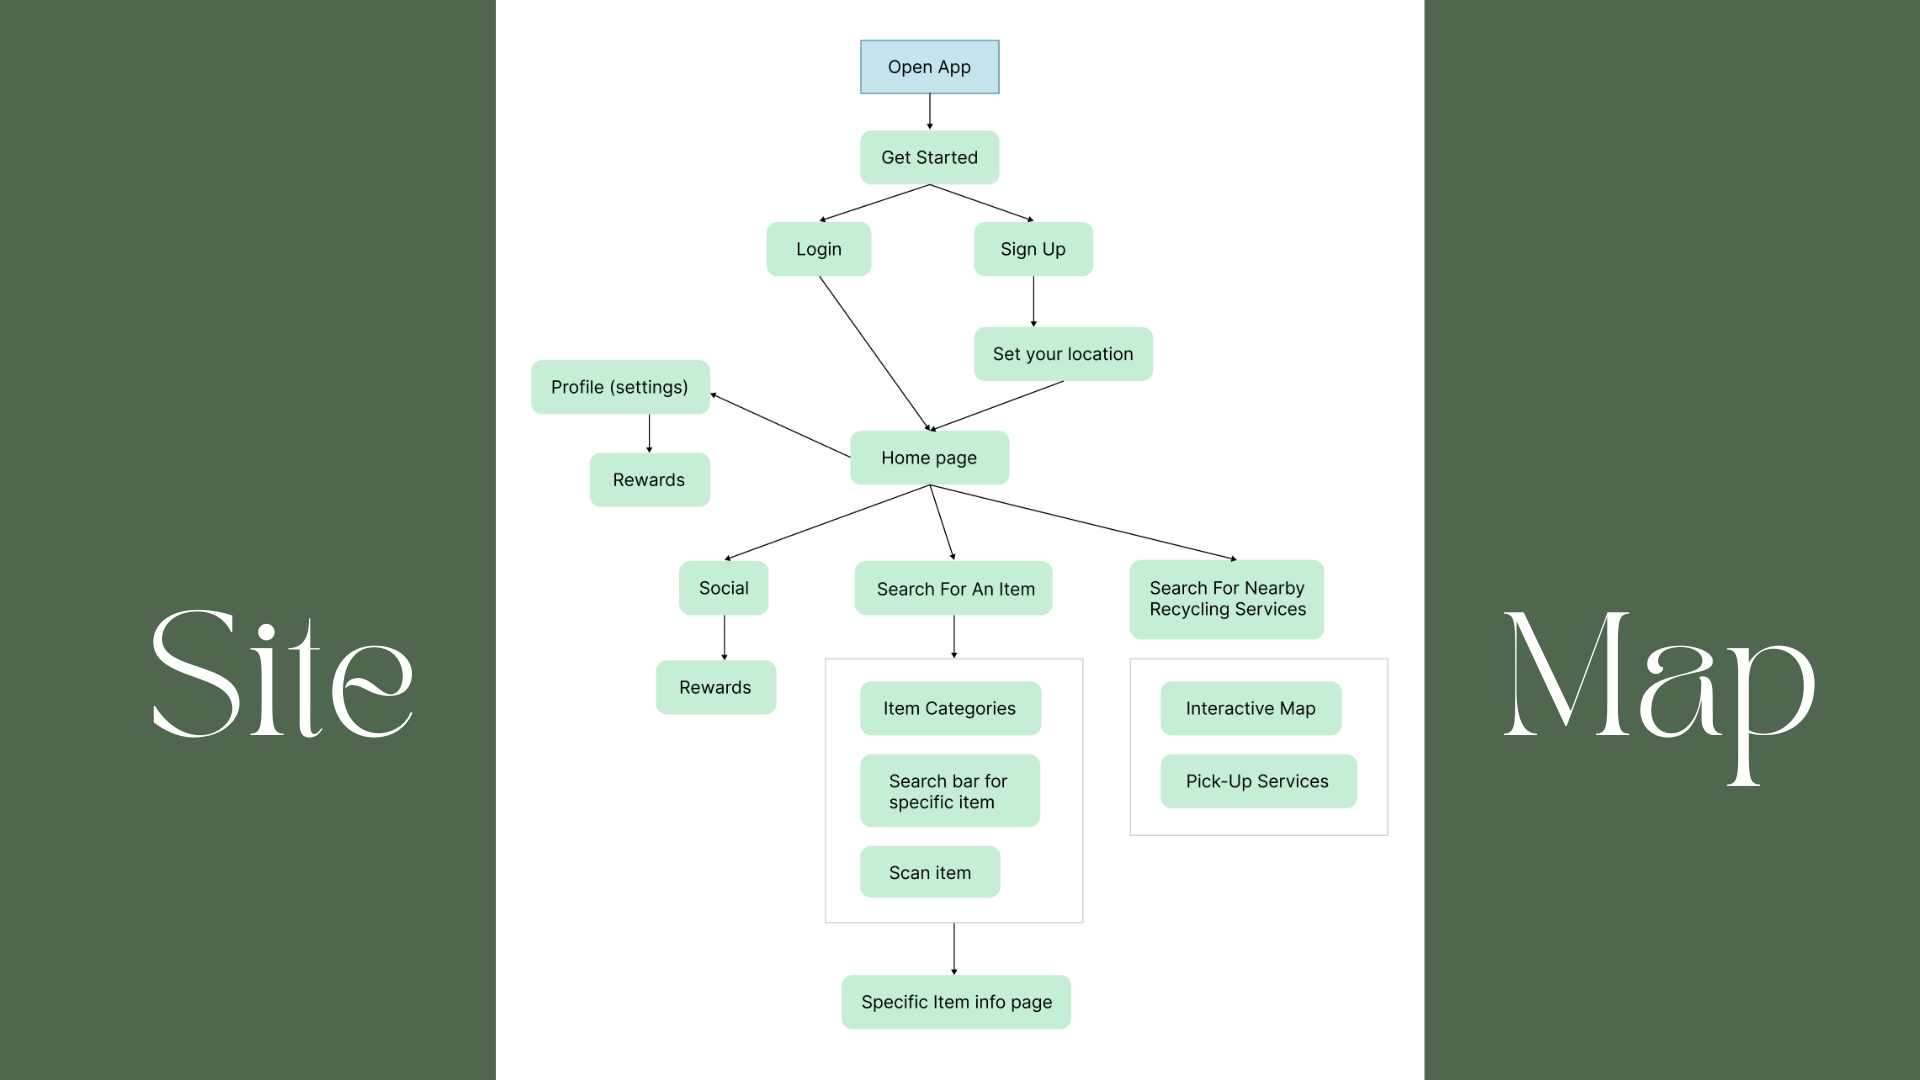 Site
Map
Open App
Get Started
Login
Sign Up
Set your location
Profile (settings)
Home page
Rewards
Social
Search For An Item
Search For Nearby
Recycling Services
Rewards
Item Categories
Interactive Map
Search bar for
specific item
Pick-Up Services
Scan item
Specific Item info page